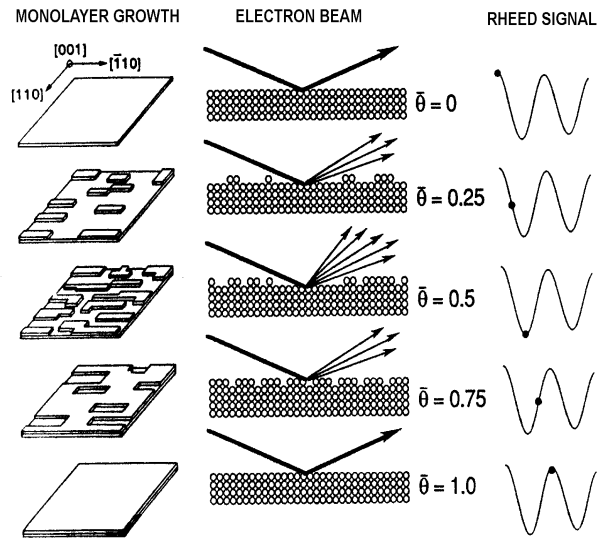 MONOLAYER GROWTH
ELECTRON BEAM
RHEED SIGNAL
[001]
[1̄10]
[110]
θ̄ = 0
θ̄ = 0.25
θ̄ = 0.5
θ̄ = 0.75
θ̄ = 1.0